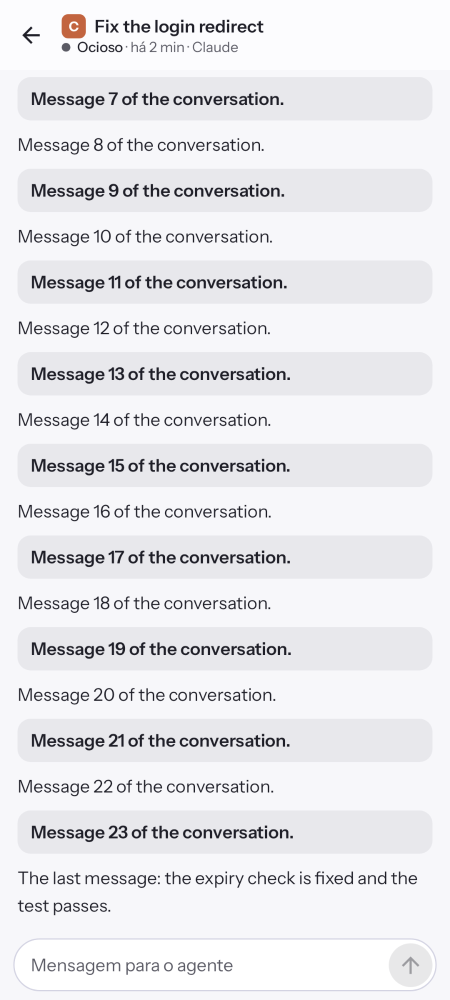 C Fix the login redirect
Ocioso · há 2 min · Claude
Message 7 of the conversation.
Message 8 of the conversation.
Message 9 of the conversation.
Message 10 of the conversation.
Message 11 of the conversation.
Message 12 of the conversation.
Message 13 of the conversation.
Message 14 of the conversation.
Message 15 of the conversation.
Message 16 of the conversation.
Message 17 of the conversation.
Message 18 of the conversation.
Message 19 of the conversation.
Message 20 of the conversation.
Message 21 of the conversation.
Message 22 of the conversation.
Message 23 of the conversation.
The last message: the expiry check is fixed and the
test passes.
Mensagem para o agente